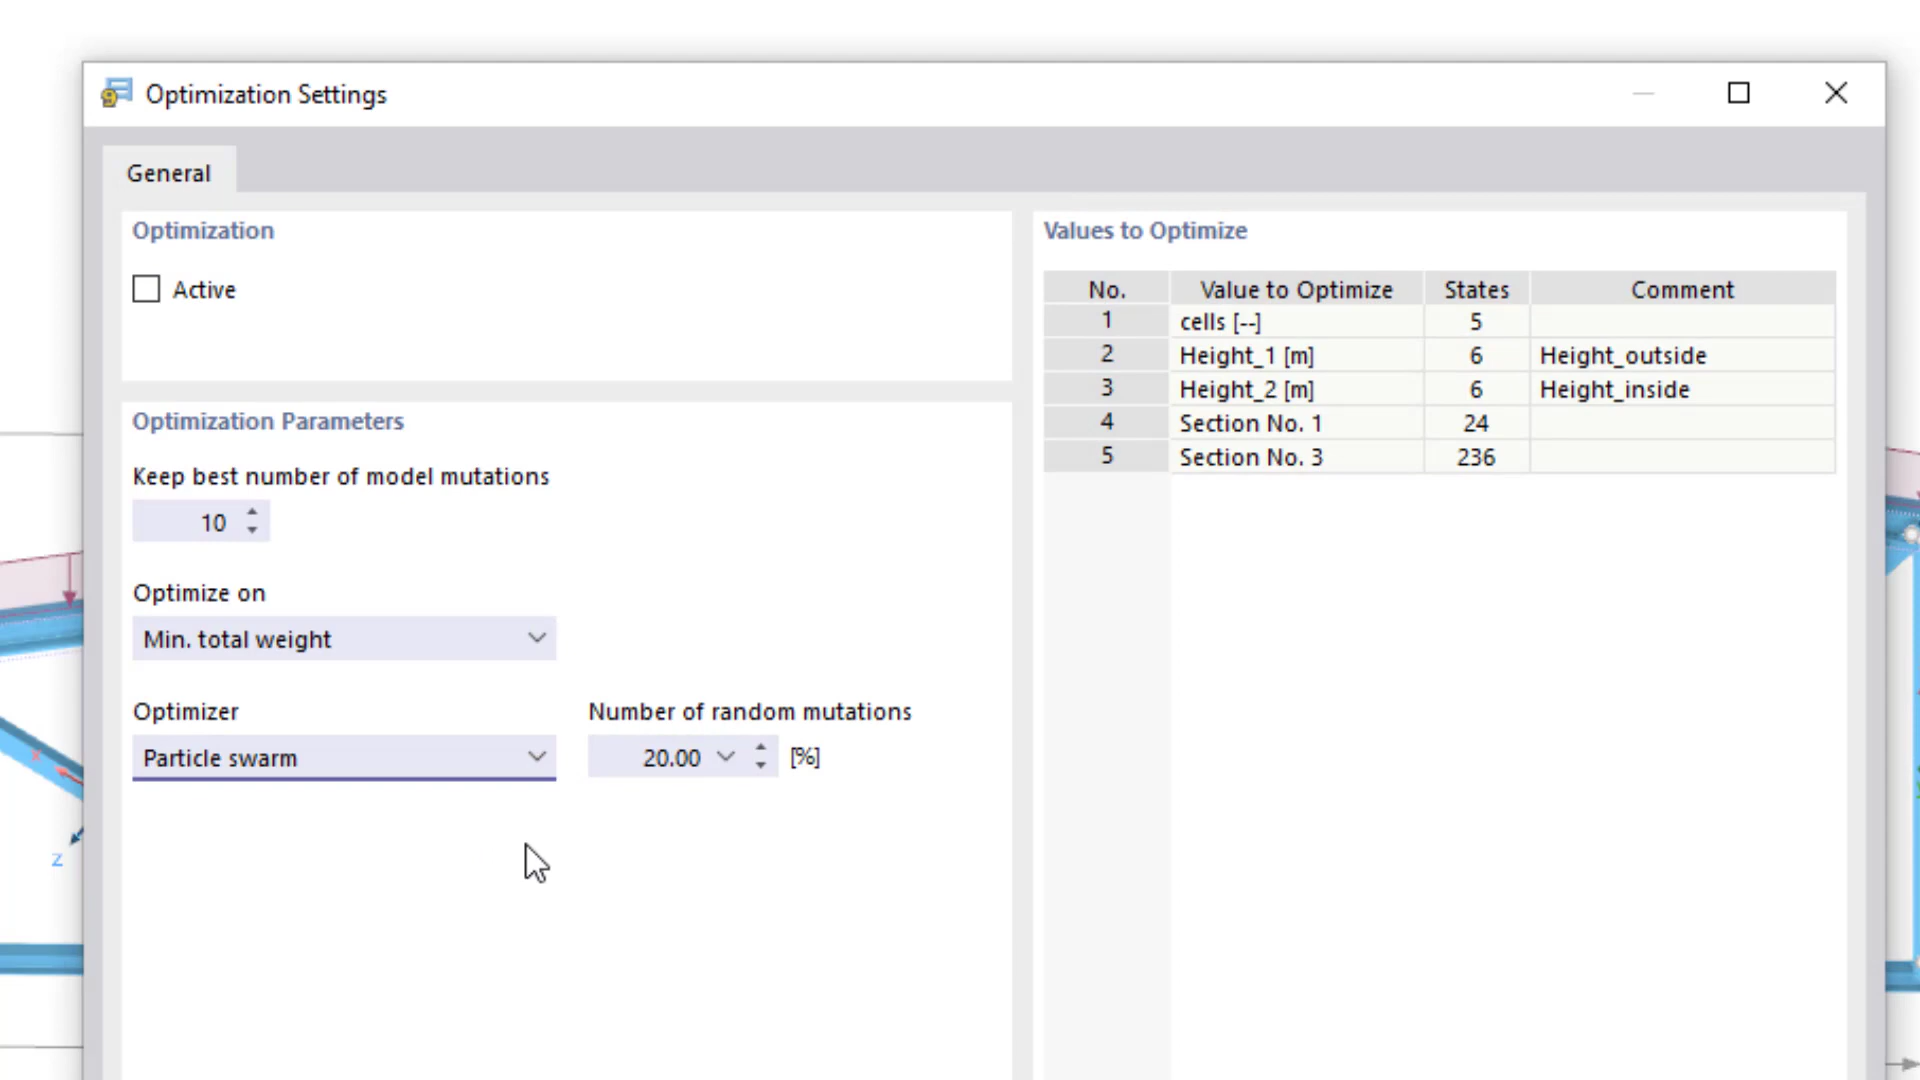 Optimization Settings
General
Optimization
Active
Optimization Parameters
Keep best number of model mutations
10
Optimize on
Min. total weight
Optimizer
Number of random mutations
Particle swarm
20.00 [%]
Values to Optimize
No. Value to Optimize States Comment
1 cells [--] 5
2 Height_1 [m] 6 Height_outside
3 Height_2 [m] 6 Height_inside
4 Section No. 1 24
5 Section No. 3 236
x
z